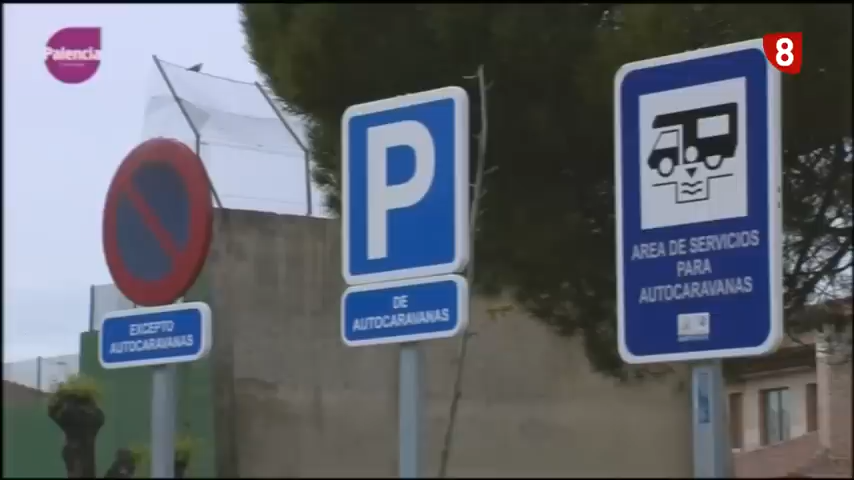 Palencia
8
EXCEPTO
AUTOCARAVANAS
P
DE
AUTOCARAVANAS
AREA DE SERVICIOS
PARA
AUTOCARAVANAS